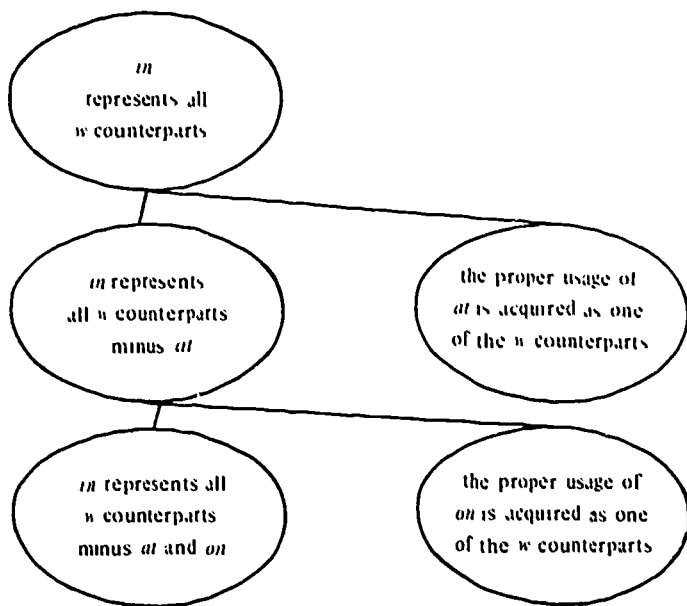 in
represents all
w counterparts
in represents
all w counterparts
minus at
the proper usage of
at is acquired as one
of the w counterparts
in represents all
w counterparts
minus at and on
the proper usage of
on is acquired as one
of the w counterparts